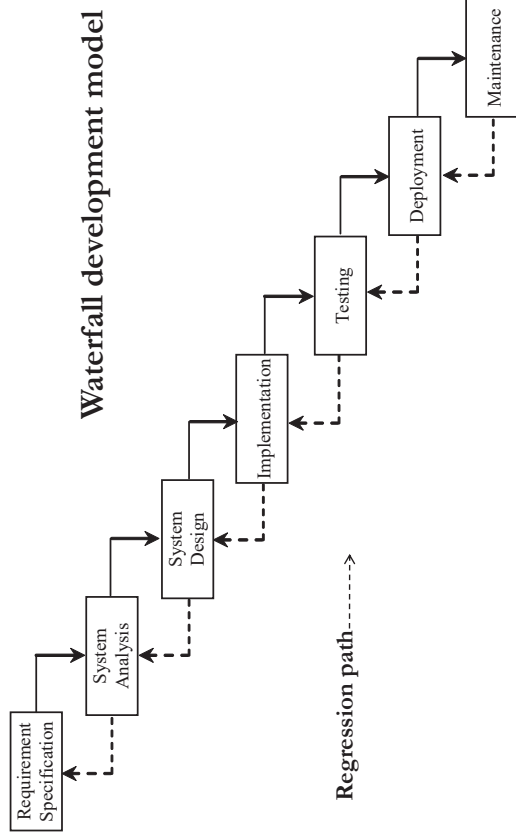 Waterfall development model
Requirement
Specification
System
Analysis
System
Design
Implementation
Testing
Deployment
Maintenance
Regression path